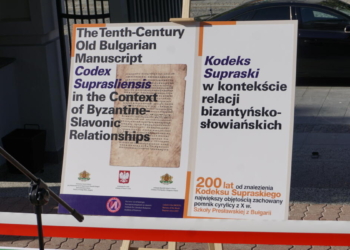 The Tenth-Century
Old Bulgarian
Manuscript
Codex
Suprasliensis
in the Context
of Byzantine-
Slavonic
Relationships
Kodeks
Supraski
w kontekście
relacji
bizantyńsko-
słowiańskich
200 lat od znalezienia
Kodeksu Supraskiego
największy objętością zachowany
pomnik cyrylicy z X w.
Szkoły Presławskiej z Bułgarii